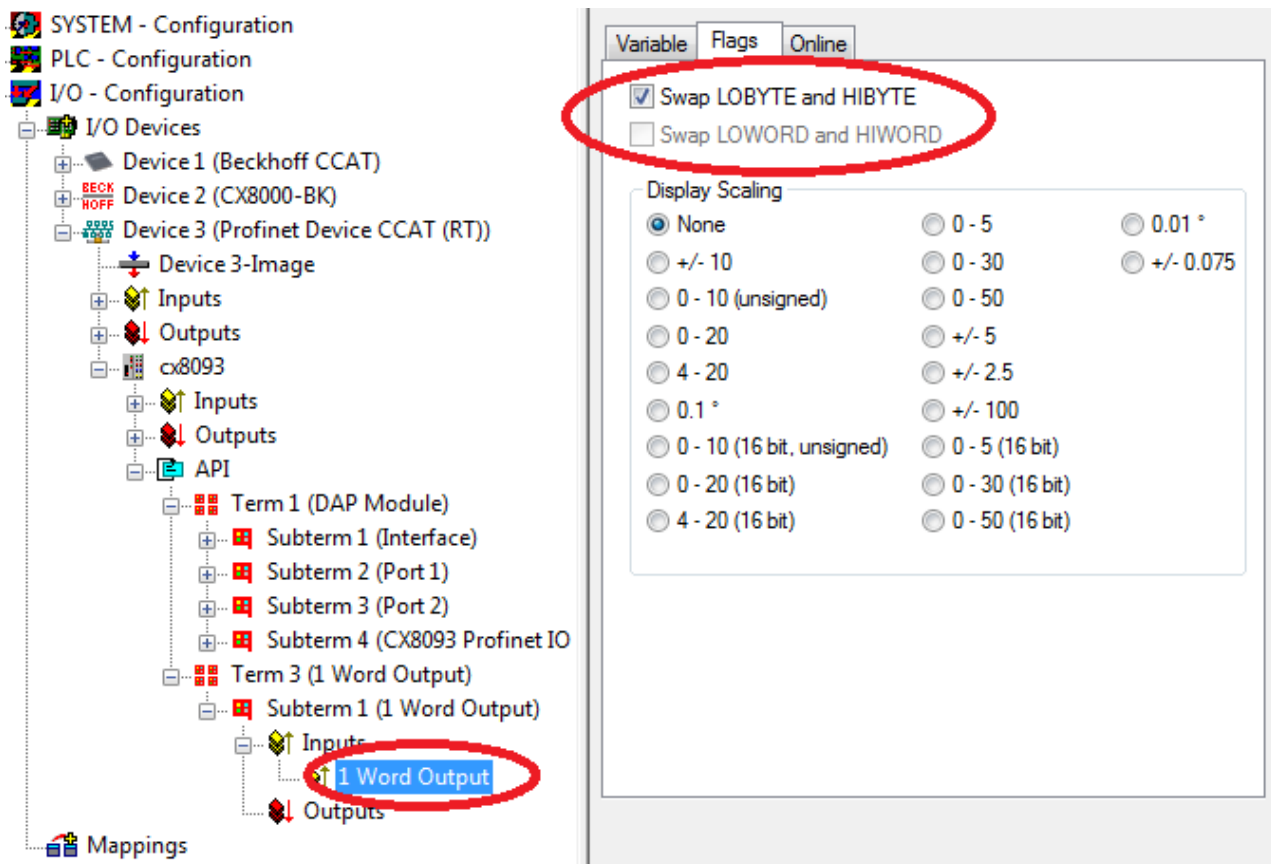 SYSTEM - Configuration
PLC - Configuration
I/O - Configuration
I/O Devices
Device 1 (Beckhoff CCAT)
BECK
HOFF
Device 2 (CX8000-BK)
Device 3 (Profinet Device CCAT (RT))
Device 3-Image
Inputs
Outputs
cx8093
Inputs
Outputs
API
Term 1 (DAP Module)
Subterm 1 (Interface)
Subterm 2 (Port 1)
Subterm 3 (Port 2)
Subterm 4 (CX8093 Profinet IO
Term 3 (1 Word Output)
Subterm 1 (1 Word Output)
Inputs
1 Word Output
Outputs
Mappings
Variable Flags Online
Swap LOBYTE and HIBYTE
Swap LOWORD and HIWORD
Display Scaling
None 0 - 5 0.01 °
+/- 10 0 - 30 +/- 0.075
0 - 10 (unsigned) 0 - 50
0 - 20 +/- 5
4 - 20 +/- 2.5
0.1 ° +/- 100
0 - 10 (16 bit, unsigned) 0 - 5 (16 bit)
0 - 20 (16 bit) 0 - 30 (16 bit)
4 - 20 (16 bit) 0 - 50 (16 bit)